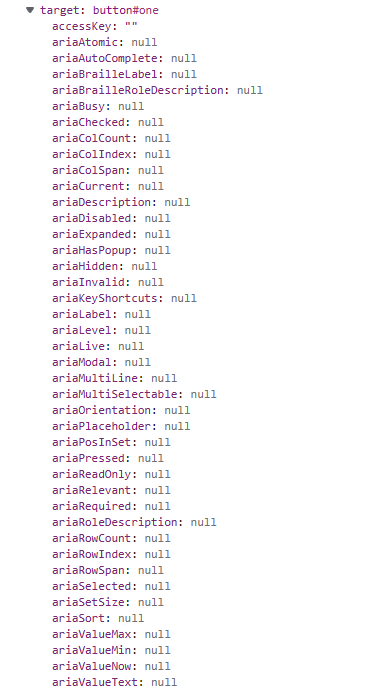 target: button#one
accessKey: ""
ariaAtomic: null
ariaAutoComplete: null
ariaBrailleLabel: null
ariaBrailleRoleDescription: null
ariaBusy: null
ariaChecked: null
ariaColCount: null
ariaColIndex: null
ariaColSpan: null
ariaCurrent: null
ariaDescription: null
ariaDisabled: null
ariaExpanded: null
ariaHasPopup: null
ariaHidden: null
ariaInvalid: null
ariaKeyShortcuts: null
ariaLabel: null
ariaLevel: null
ariaLive: null
ariaModal: null
ariaMultiLine: null
ariaMultiSelectable: null
ariaOrientation: null
ariaPlaceholder: null
ariaPosInSet: null
ariaPressed: null
ariaReadOnly: null
ariaRelevant: null
ariaRequired: null
ariaRoleDescription: null
ariaRowCount: null
ariaRowIndex: null
ariaRowSpan: null
ariaSelected: null
ariaSetSize: null
ariaSort: null
ariaValueMax: null
ariaValueMin: null
ariaValueNow: null
ariaValueText: null